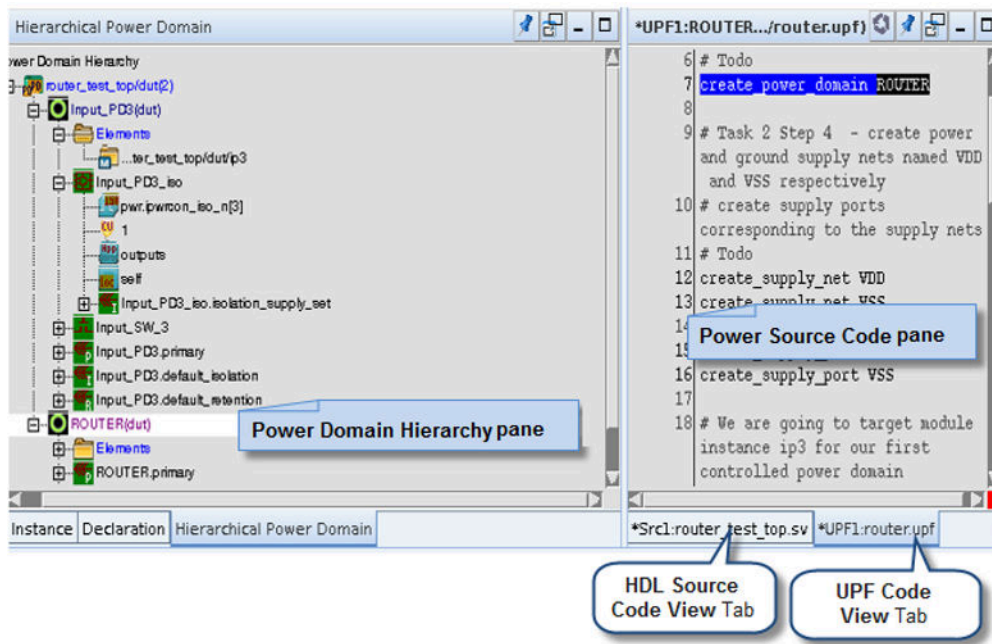 Hierarchical Power Domain
wer Domain Hierarchy
router_test_top/dut(2)
Input_PD3(dut)
Elements
...ter_test_top/dut/ip3
Input_PD3_iso
pwr.ipwrcon_iso_n[3]
1
outputs
self
Input_PD3_iso.isolation_supply_set
Input_SW_3
Input_PD3.primary
Input_PD3.default_isolation
Input_PD3.default_retention
ROUTER(dut)
Elements
ROUTER.primary
Power Domain Hierarchy pane
Instance Declaration Hierarchical Power Domain
*UPF1:ROUTER.../router.upf)
6 # Todo
7 create_power_domain ROUTER
8
9 # Task 2 Step 4 - create power
and ground supply nets named VDD
and VSS respectively
10 # create supply ports
corresponding to the supply nets
11 # Todo
12 create_supply_net VDD
13 create_supply_net VSS
14
15
Power Source Code pane
16 create_supply_port VSS
17
18 # We are going to target module
instance ip3 for our first
controlled power domain
*Src1:router_test_top.sv *UPF1:router.upf
HDL Source
Code View Tab
UPF Code
View Tab